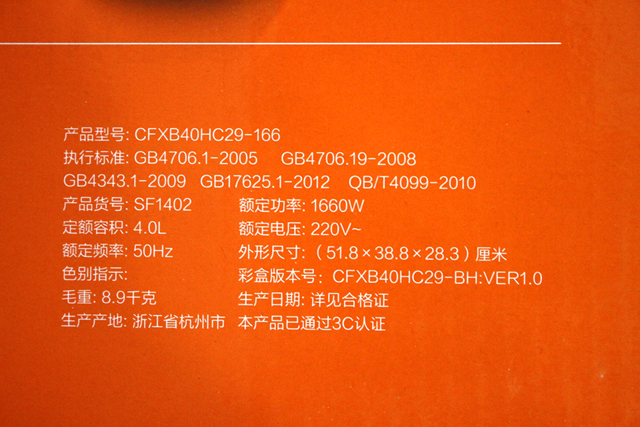 产品型号: CFXB40HC29-166
执行标准: GB4706.1-2005 GB4706.19-2008
GB4343.1-2009 GB17625.1-2012 QB/T4099-2010
产品货号: SF1402 额定功率: 1660W
定额容积: 4.0L 额定电压: 220V~
额定频率: 50Hz 外形尺寸: (51.8×38.8×28.3) 厘米
色别指示: 彩盒版本号: CFXB40HC29-BH:VER1.0
毛重: 8.9千克 生产日期: 详见合格证
生产产地: 浙江省杭州市 本产品已通过3C认证